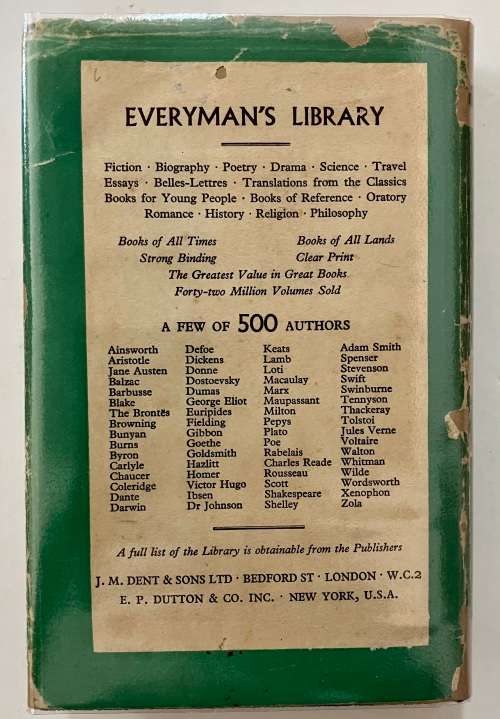 EVERYMAN'S LIBRARY
Fiction · Biography · Poetry · Drama · Science · Travel
Essays · Belles-Lettres · Translations from the Classics
Books for Young People · Books of Reference · Oratory
Romance · History · Religion · Philosophy
Books of All Times Books of All Lands
Strong Binding Clear Print
The Greatest Value in Great Books
Forty-two Million Volumes Sold
A FEW OF 500 AUTHORS
Ainsworth Defoe Keats Adam Smith
Aristotle Dickens Lamb Spenser
Jane Austen Donne Loti Stevenson
Balzac Dostoevsky Macaulay Swift
Barbusse Dumas Marx Swinburne
Blake George Eliot Maupassant Tennyson
The Brontës Euripides Milton Thackeray
Browning Fielding Pepys Tolstoi
Bunyan Gibbon Plato Jules Verne
Burns Goethe Poe Voltaire
Byron Goldsmith Rabelais Walton
Carlyle Hazlitt Charles Reade Whitman
Chaucer Homer Rousseau Wilde
Coleridge Victor Hugo Scott Wordsworth
Dante Ibsen Shakespeare Xenophon
Darwin Dr Johnson Shelley Zola
A full list of the Library is obtainable from the Publishers
J. M. DENT & SONS LTD · BEDFORD ST · LONDON · W.C.2
E. P. DUTTON & CO. INC. · NEW YORK, U.S.A.